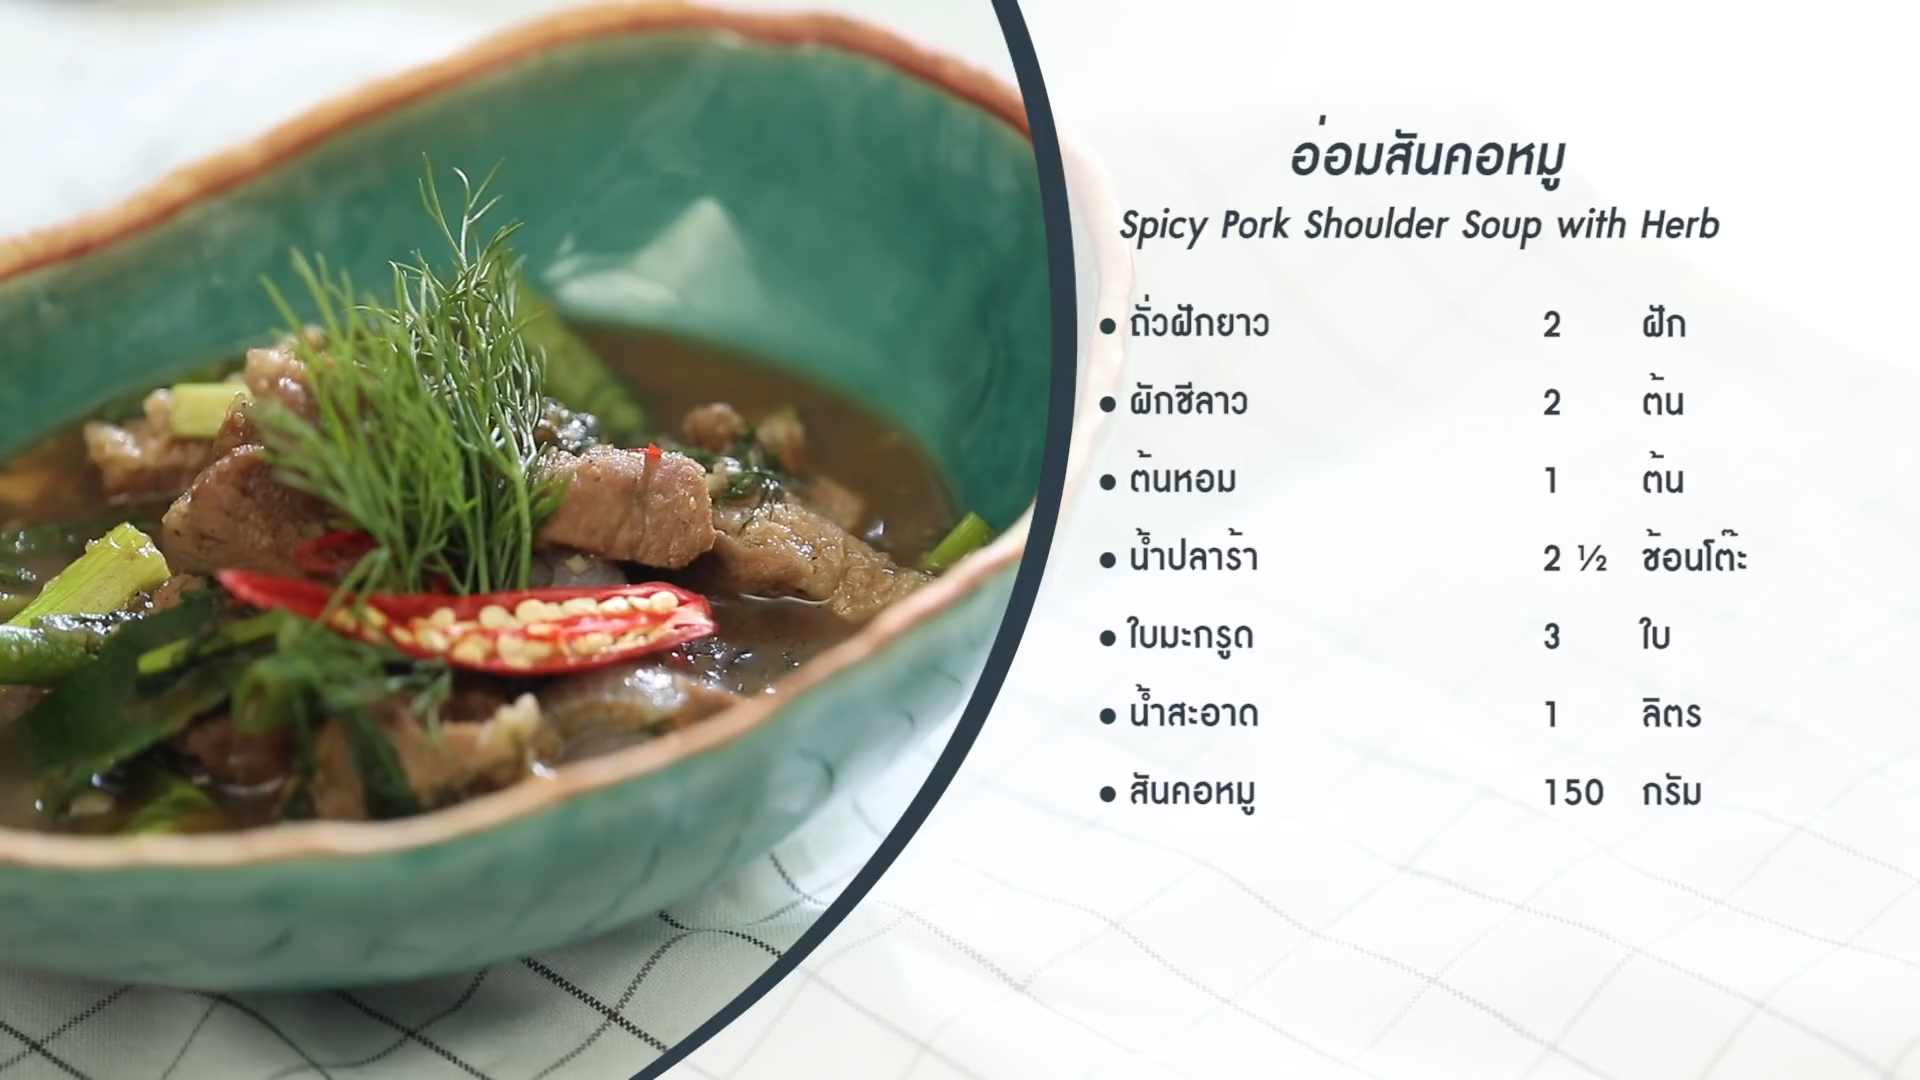 อ่อมสันคอหมู
Spicy Pork Shoulder Soup with Herb
• ถั่วฝักยาว 2 ฝัก
• ผักชีลาว 2 ต้น
• ต้นหอม 1 ต้น
• น้ำปลาร้า 2 ½ ช้อนโต๊ะ
• ใบมะกรูด 3 ใบ
• น้ำสะอาด 1 ลิตร
• สันคอหมู 150 กรัม